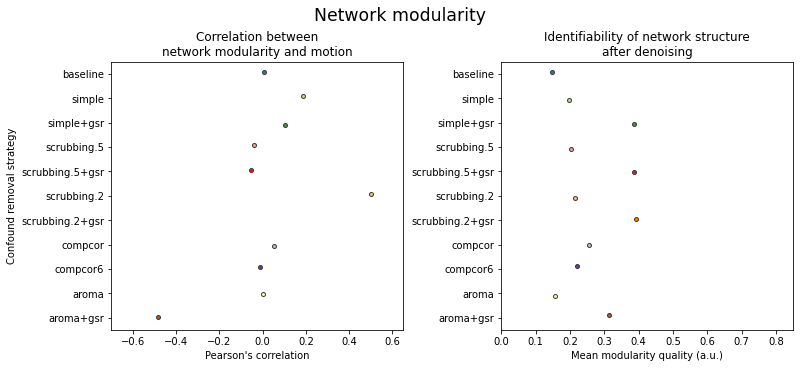 Network modularity
Correlation between
network modularity and motion
Confound removal strategy
baseline
simple
simple+gsr
scrubbing.5
scrubbing.5+gsr
scrubbing.2
scrubbing.2+gsr
compcor
compcor6
aroma
aroma+gsr
−0.6 −0.4 −0.2 0.0 0.2 0.4 0.6
Pearson's correlation
Identifiability of network structure
after denoising
baseline
simple
simple+gsr
scrubbing.5
scrubbing.5+gsr
scrubbing.2
scrubbing.2+gsr
compcor
compcor6
aroma
aroma+gsr
0.0 0.1 0.2 0.3 0.4 0.5 0.6 0.7 0.8
Mean modularity quality (a.u.)